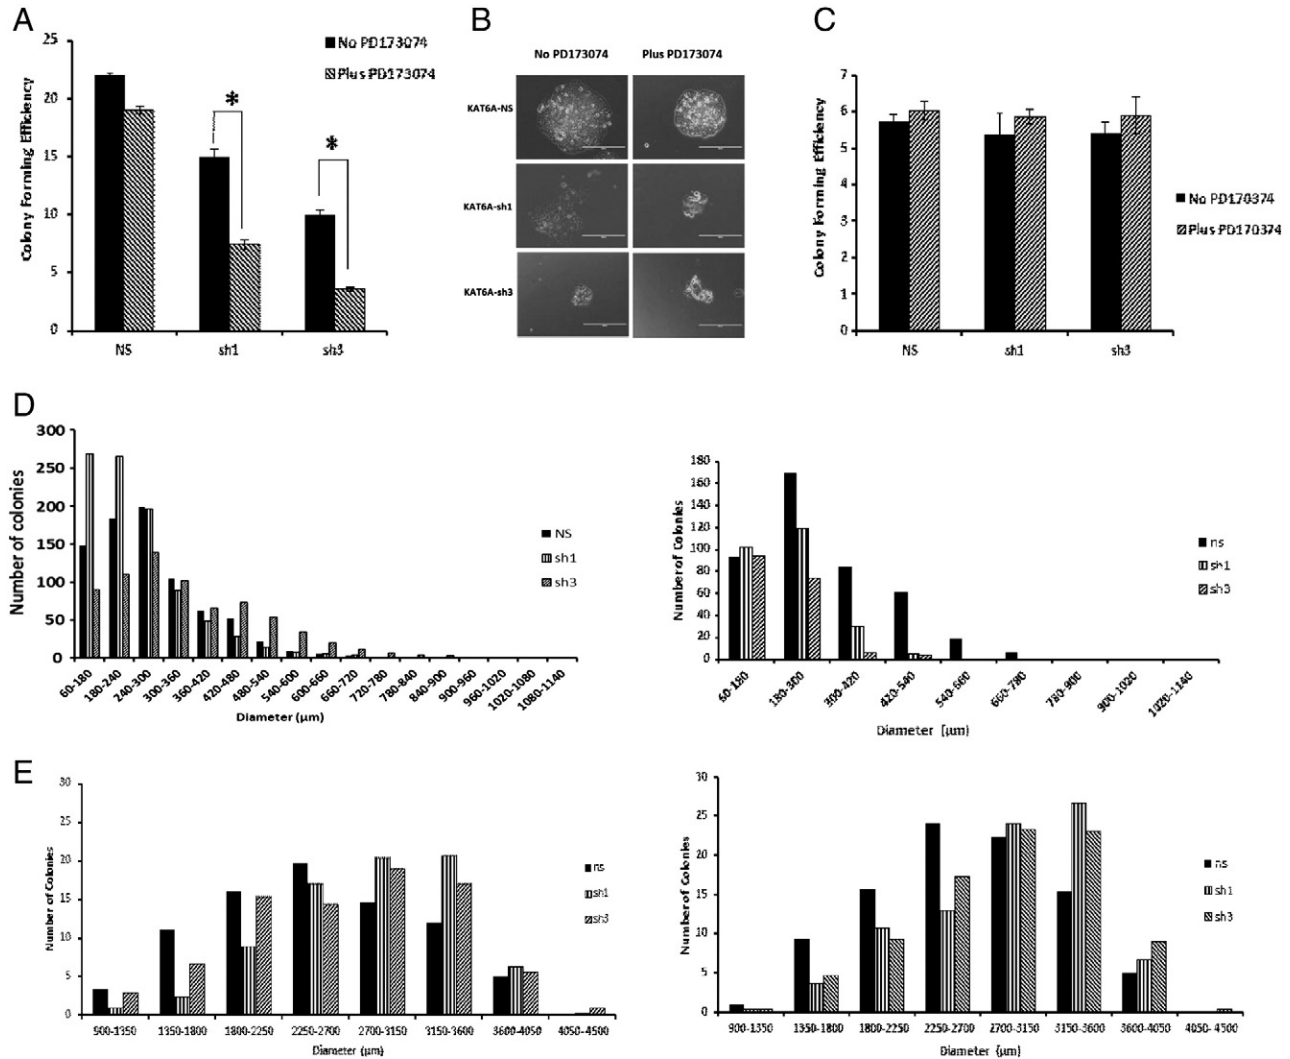 A
25
20
15
10
5
0
Colony Forming Efficiency
No PD173074
Plus PD173074
*
*
NS
sh1
sh3
B
No PD173074
Plus PD173074
KAT6A-NS
KAT6A-sh1
KAT6A-sh3
C
7
6
5
4
3
2
1
0
Colony Forming Efficiency
No PD170374
Plus PD170374
NS
sh1
sh3
D
300
250
200
150
100
50
0
Number of colonies
NS
sh1
sh3
60-180
180-240
240-300
300-360
360-420
420-480
480-540
540-600
600-660
660-720
720-780
780-840
840-900
900-960
960-1020
1020-1080
1080-1140
Diameter (µm)
180
160
140
120
100
80
60
40
20
0
Number of Colonies
ns
sh1
sh3
60-180
180-300
300-420
420-540
540-660
660-780
780-900
900-1020
1020-1140
Diameter (µm)
E
30
25
20
15
10
5
0
Number of Colonies
ns
sh1
sh3
1350-1800
1800-2250
2250-2700
2700-3150
3150-3600
3600-4050
4050-4500
Diameter (µm)
30
25
20
15
10
5
0
Number of Colonies
ns
sh1
sh3
900-1350
1350-1800
1800-2250
2250-2700
2700-3150
3150-3600
3600-4050
4050-4500
Diameter (µm)